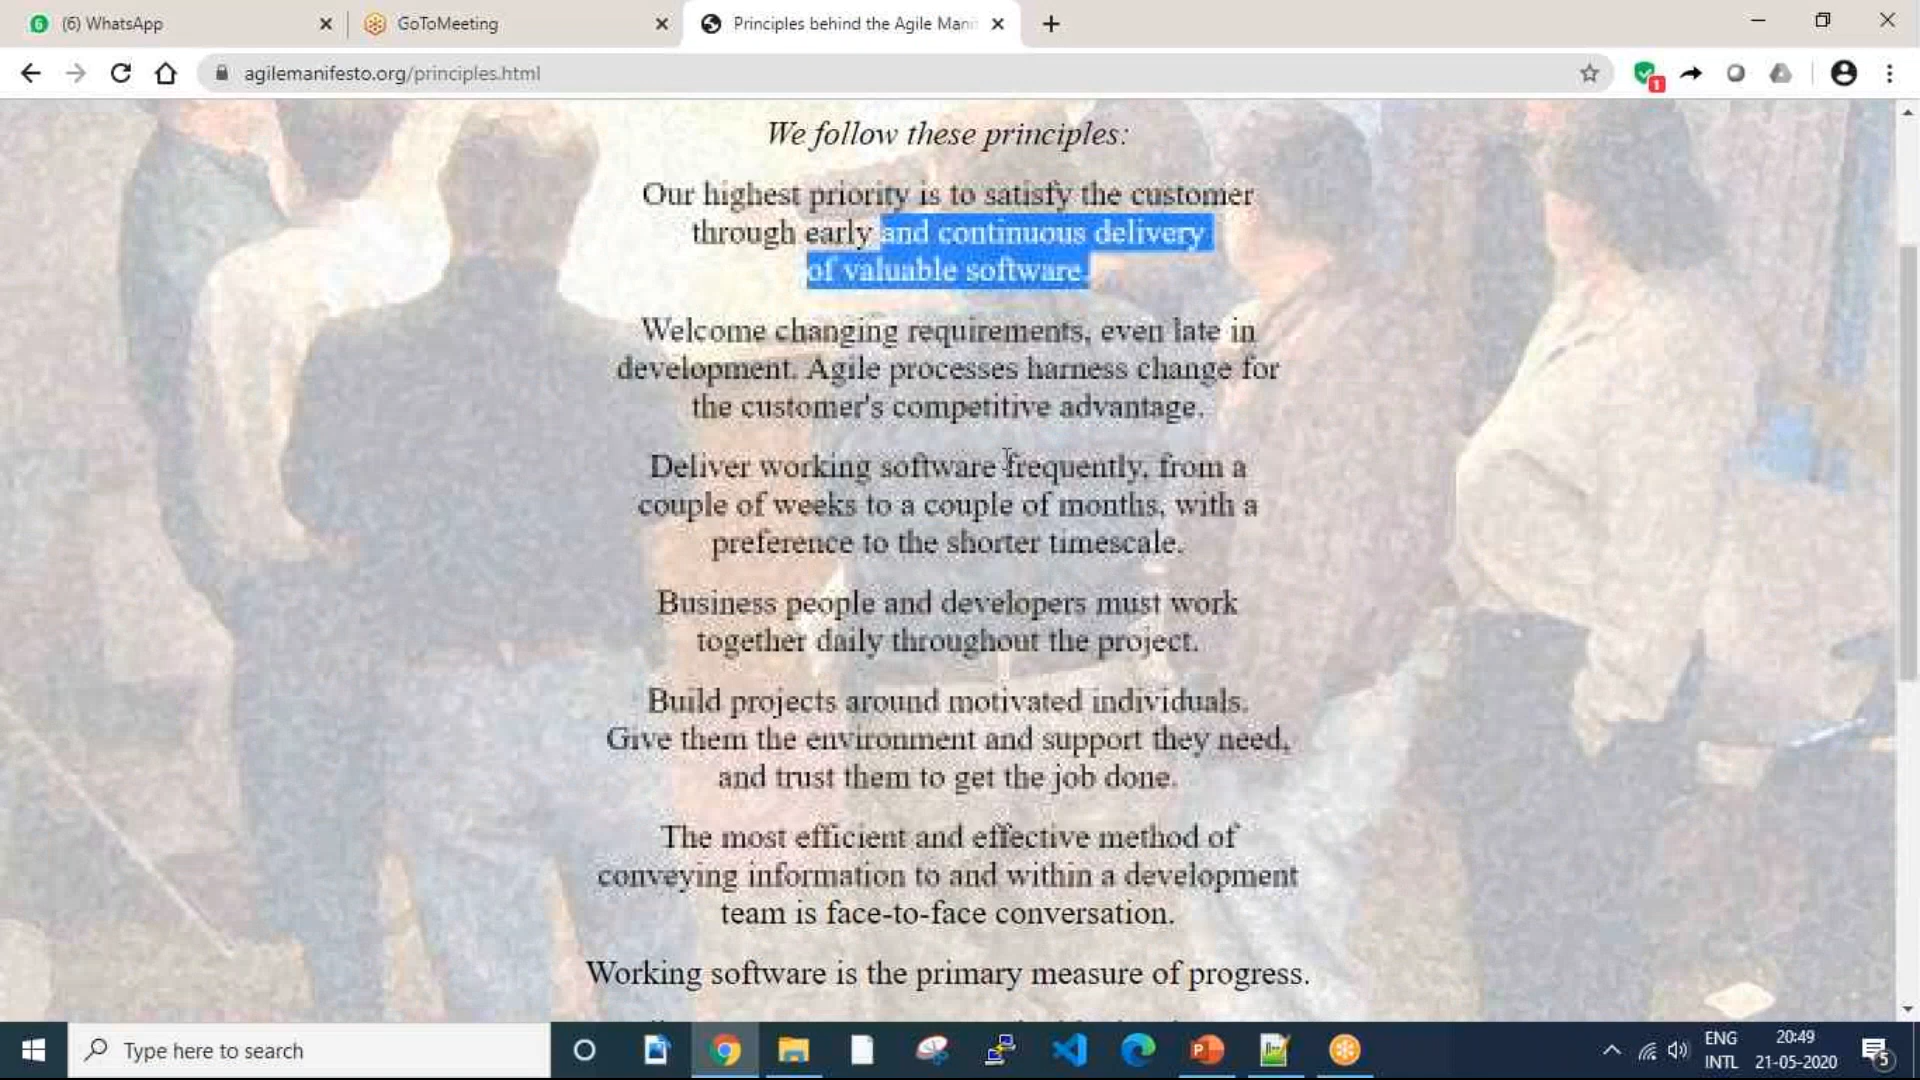 6 (6) WhatsApp
GoToMeeting
Principles behind the Agile Mani
agilemanifesto.org/principles.html
1
We follow these principles:
Our highest priority is to satisfy the customer
through early and continuous delivery
of valuable software.
Welcome changing requirements, even late in
development. Agile processes harness change for
the customer's competitive advantage.
Deliver working software frequently, from a
couple of weeks to a couple of months, with a
preference to the shorter timescale.
Business people and developers must work
together daily throughout the project.
Build projects around motivated individuals.
Give them the environment and support they need,
and trust them to get the job done.
The most efficient and effective method of
conveying information to and within a development
team is face-to-face conversation.
Working software is the primary measure of progress.
Type here to search
P
ENG
INTL
20:49
21-05-2020
5